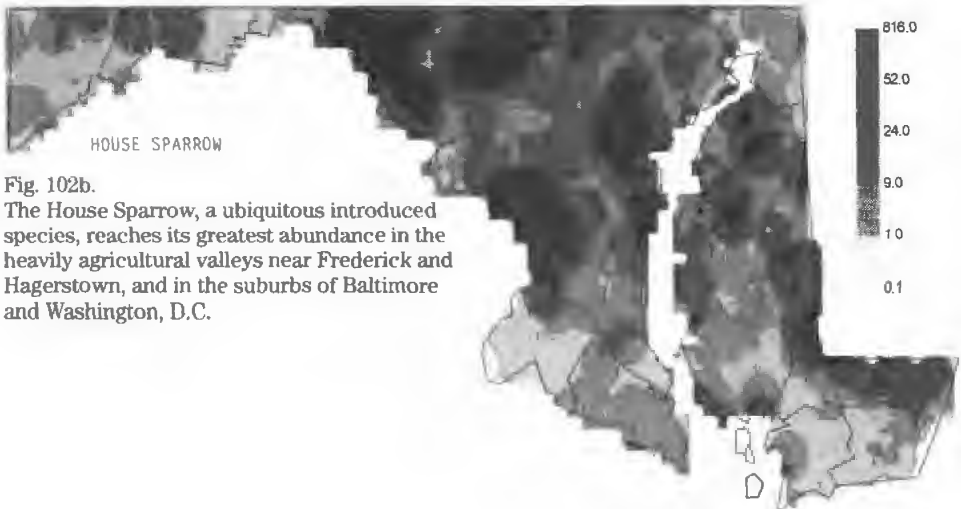 816.0
52.0
24.0
9.0
1 0
0.1
HOUSE SPARROW
Fig. 102b.
The House Sparrow, a ubiquitous introduced
species, reaches its greatest abundance in the
heavily agricultural valleys near Frederick and
Hagerstown, and in the suburbs of Baltimore
and Washington, D.C.